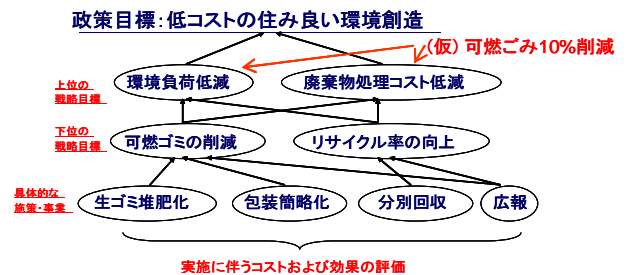 政策目標:低コストの住み良い環境創造
(仮) 可燃ごみ10%削減
環境負荷低減
廃棄物処理コスト低減
上位の
戦略目標
下位の
戦略目標
可燃ゴミの削減
リサイクル率の向上
具体的な
施策・事業
生ゴミ堆肥化
包装簡略化
分別回収
広報
実施に伴うコストおよび効果の評価